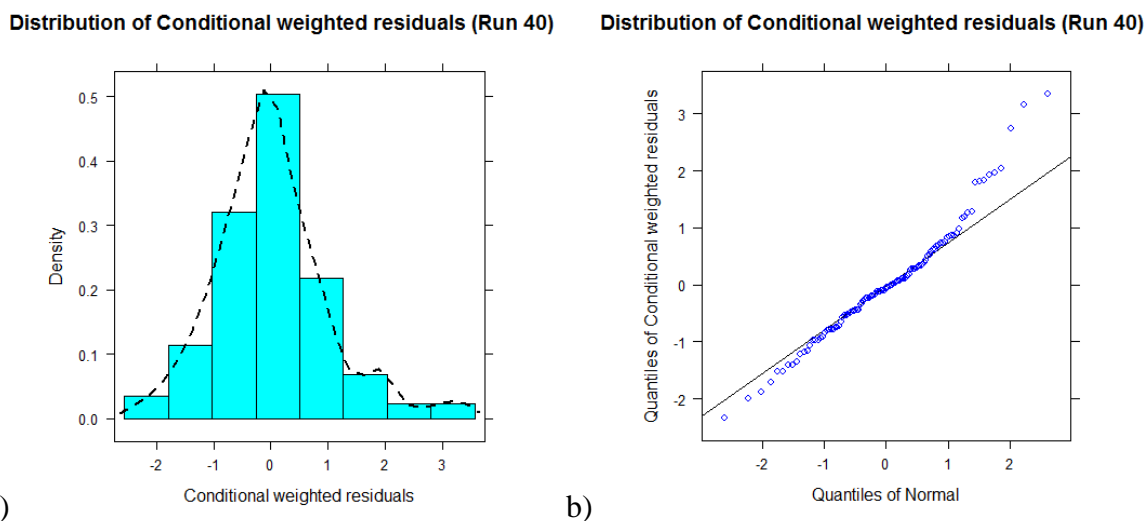 Distribution of Conditional weighted residuals (Run 40)
0.5
0.4
0.3
0.2
0.1
0.0
Density
-2 -1 0 1 2 3
Conditional weighted residuals
)
Distribution of Conditional weighted residuals (Run 40)
3
2
1
0
-1
-2
Quantiles of Conditional weighted residuals
-2 -1 0 1 2
Quantiles of Normal
b)